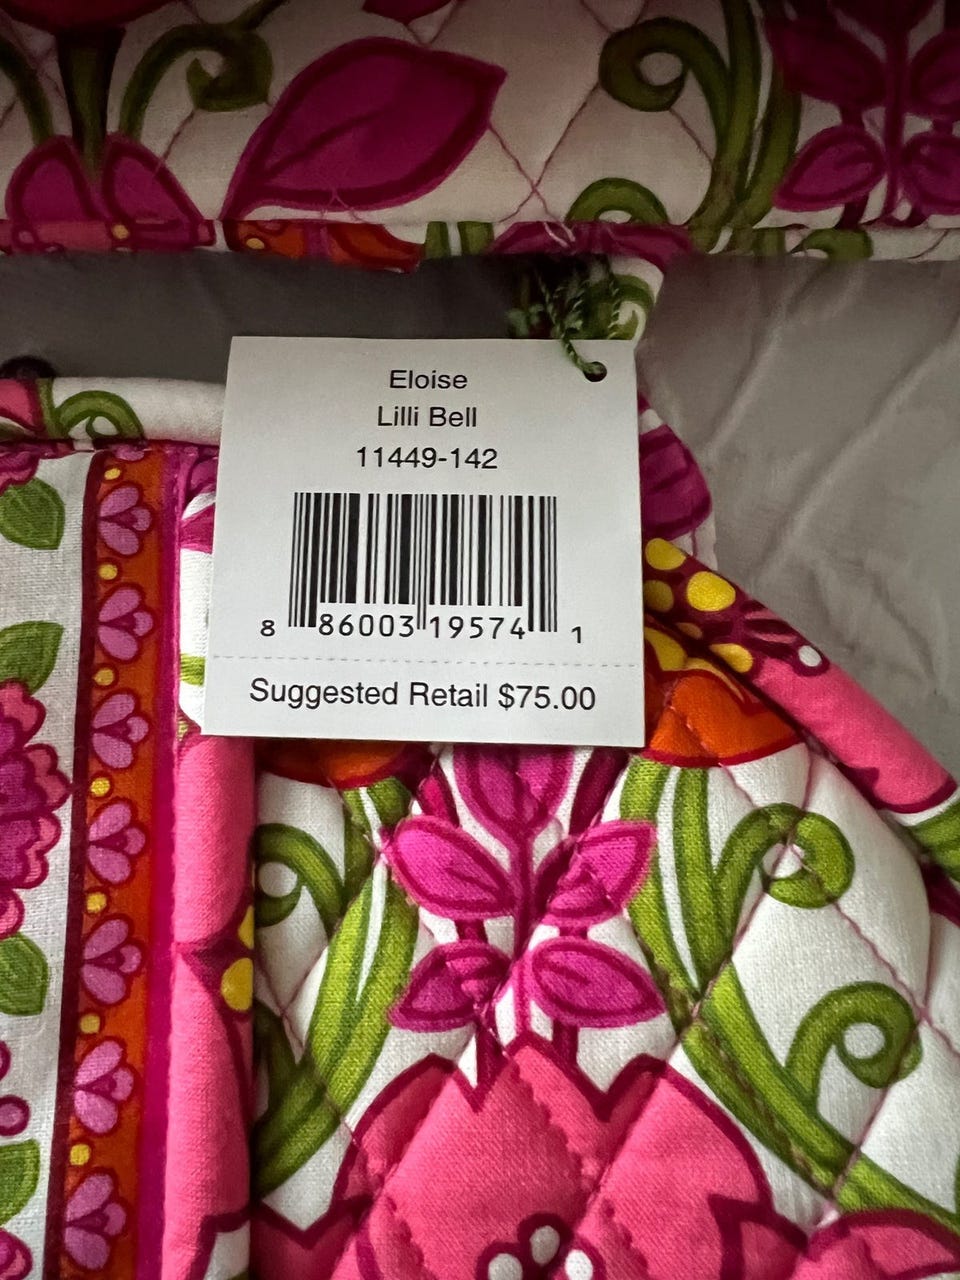 Eloise
Lilli Bell
11449-142
8 86003 19574 1
Suggested Retail $75.00